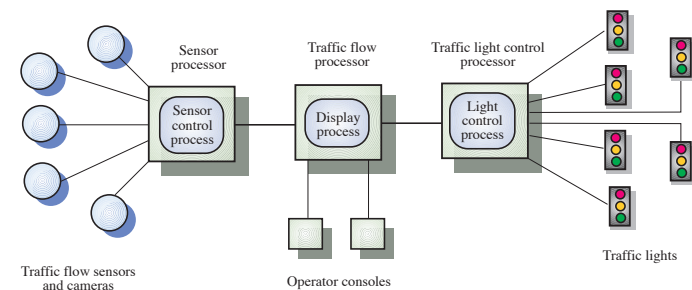 Sensor
processor
Traffic flow
processor
Traffic light control
processor
Sensor
control
process
Display
process
Light
control
process
Traffic flow sensors
and cameras
Operator consoles
Traffic lights